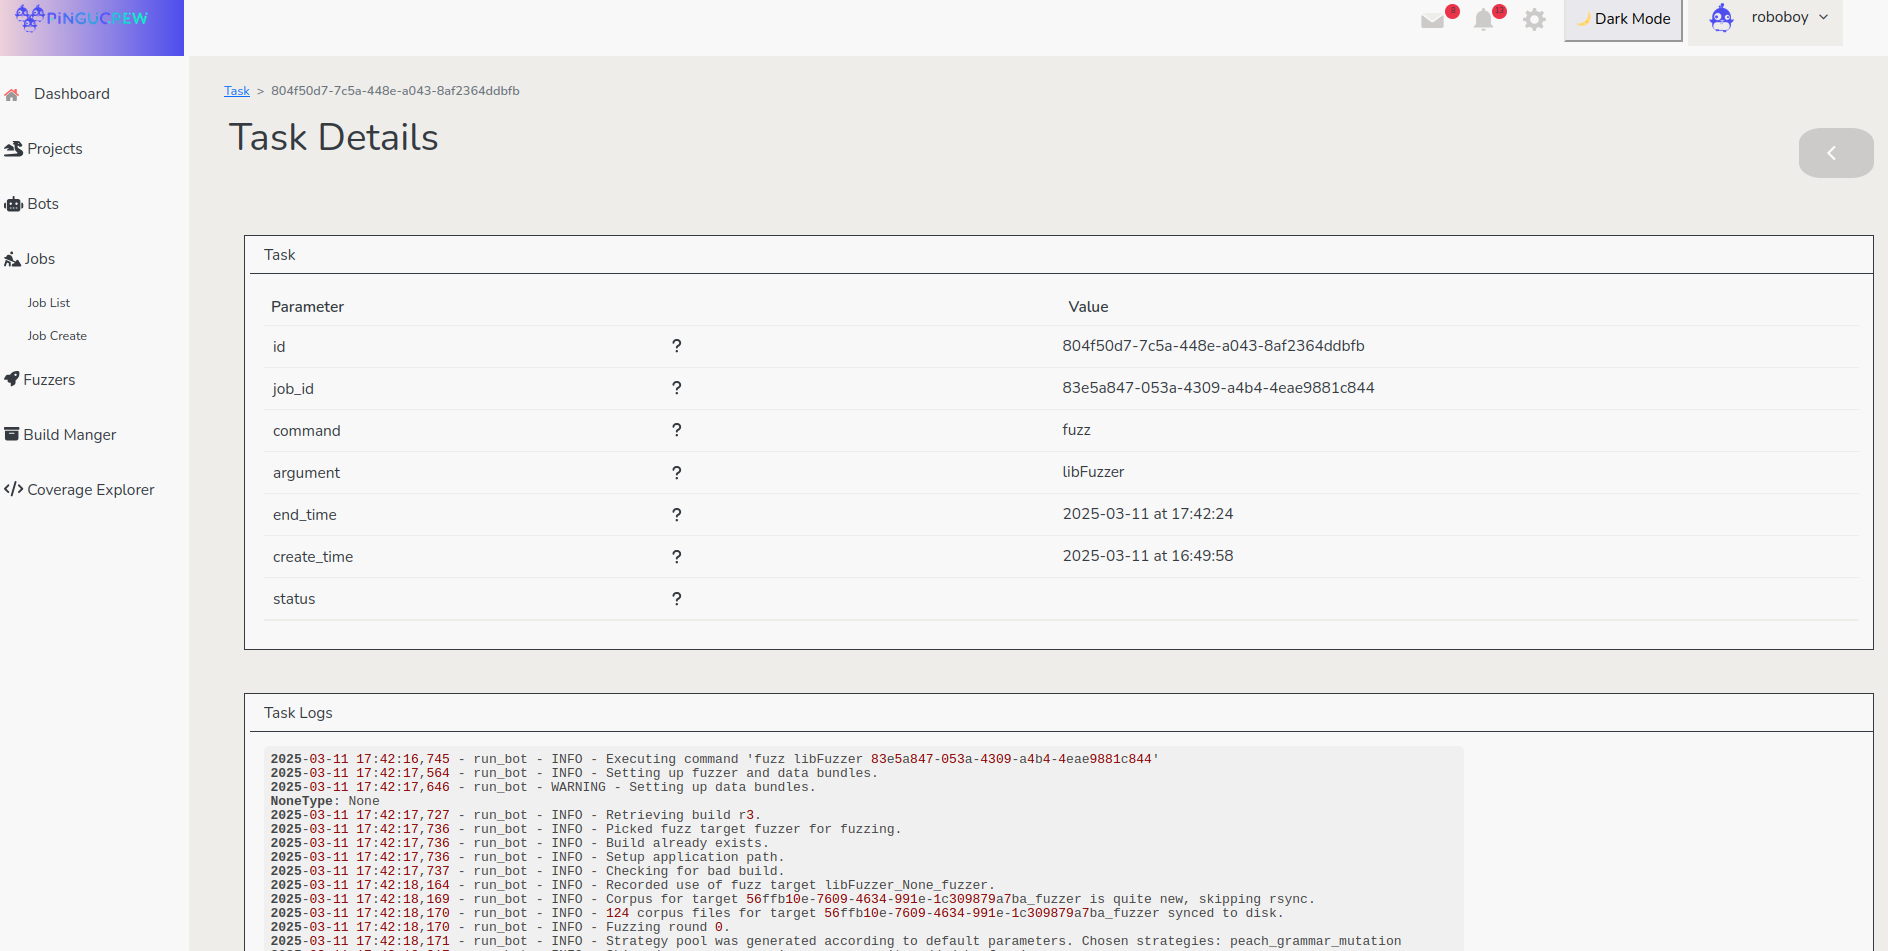 PINGUCREW
8
12
🌙 Dark Mode
roboboy
Dashboard
Projects
Bots
Jobs
Job List
Job Create
Fuzzers
Build Manger
</> Coverage Explorer
Task > 804f50d7-7c5a-448e-a043-8af2364ddbfb
Task Details
Task
Parameter Value
id ? 804f50d7-7c5a-448e-a043-8af2364ddbfb
job_id ? 83e5a847-053a-4309-a4b4-4eae9881c844
command ? fuzz
argument ? libFuzzer
end_time ? 2025-03-11 at 17:42:24
create_time ? 2025-03-11 at 16:49:58
status ?
Task Logs
2025-03-11 17:42:16,745 - run_bot - INFO - Executing command 'fuzz libFuzzer 83e5a847-053a-4309-a4b4-4eae9881c844'
2025-03-11 17:42:17,564 - run_bot - INFO - Setting up fuzzer and data bundles.
2025-03-11 17:42:17,646 - run_bot - WARNING - Setting up data bundles.
NoneType: None
2025-03-11 17:42:17,727 - run_bot - INFO - Retrieving build r3.
2025-03-11 17:42:17,736 - run_bot - INFO - Picked fuzz target fuzzer for fuzzing.
2025-03-11 17:42:17,736 - run_bot - INFO - Build already exists.
2025-03-11 17:42:17,736 - run_bot - INFO - Setup application path.
2025-03-11 17:42:17,737 - run_bot - INFO - Checking for bad build.
2025-03-11 17:42:18,164 - run_bot - INFO - Recorded use of fuzz target libFuzzer_None_fuzzer.
2025-03-11 17:42:18,169 - run_bot - INFO - Corpus for target 56ffb10e-7609-4634-991e-1c309879a7ba_fuzzer is quite new, skipping rsync.
2025-03-11 17:42:18,170 - run_bot - INFO - 124 corpus files for target 56ffb10e-7609-4634-991e-1c309879a7ba_fuzzer synced to disk.
2025-03-11 17:42:18,170 - run_bot - INFO - Fuzzing round 0.
2025-03-11 17:42:18,171 - run_bot - INFO - Strategy pool was generated according to default parameters. Chosen strategies: peach_grammar_mutation